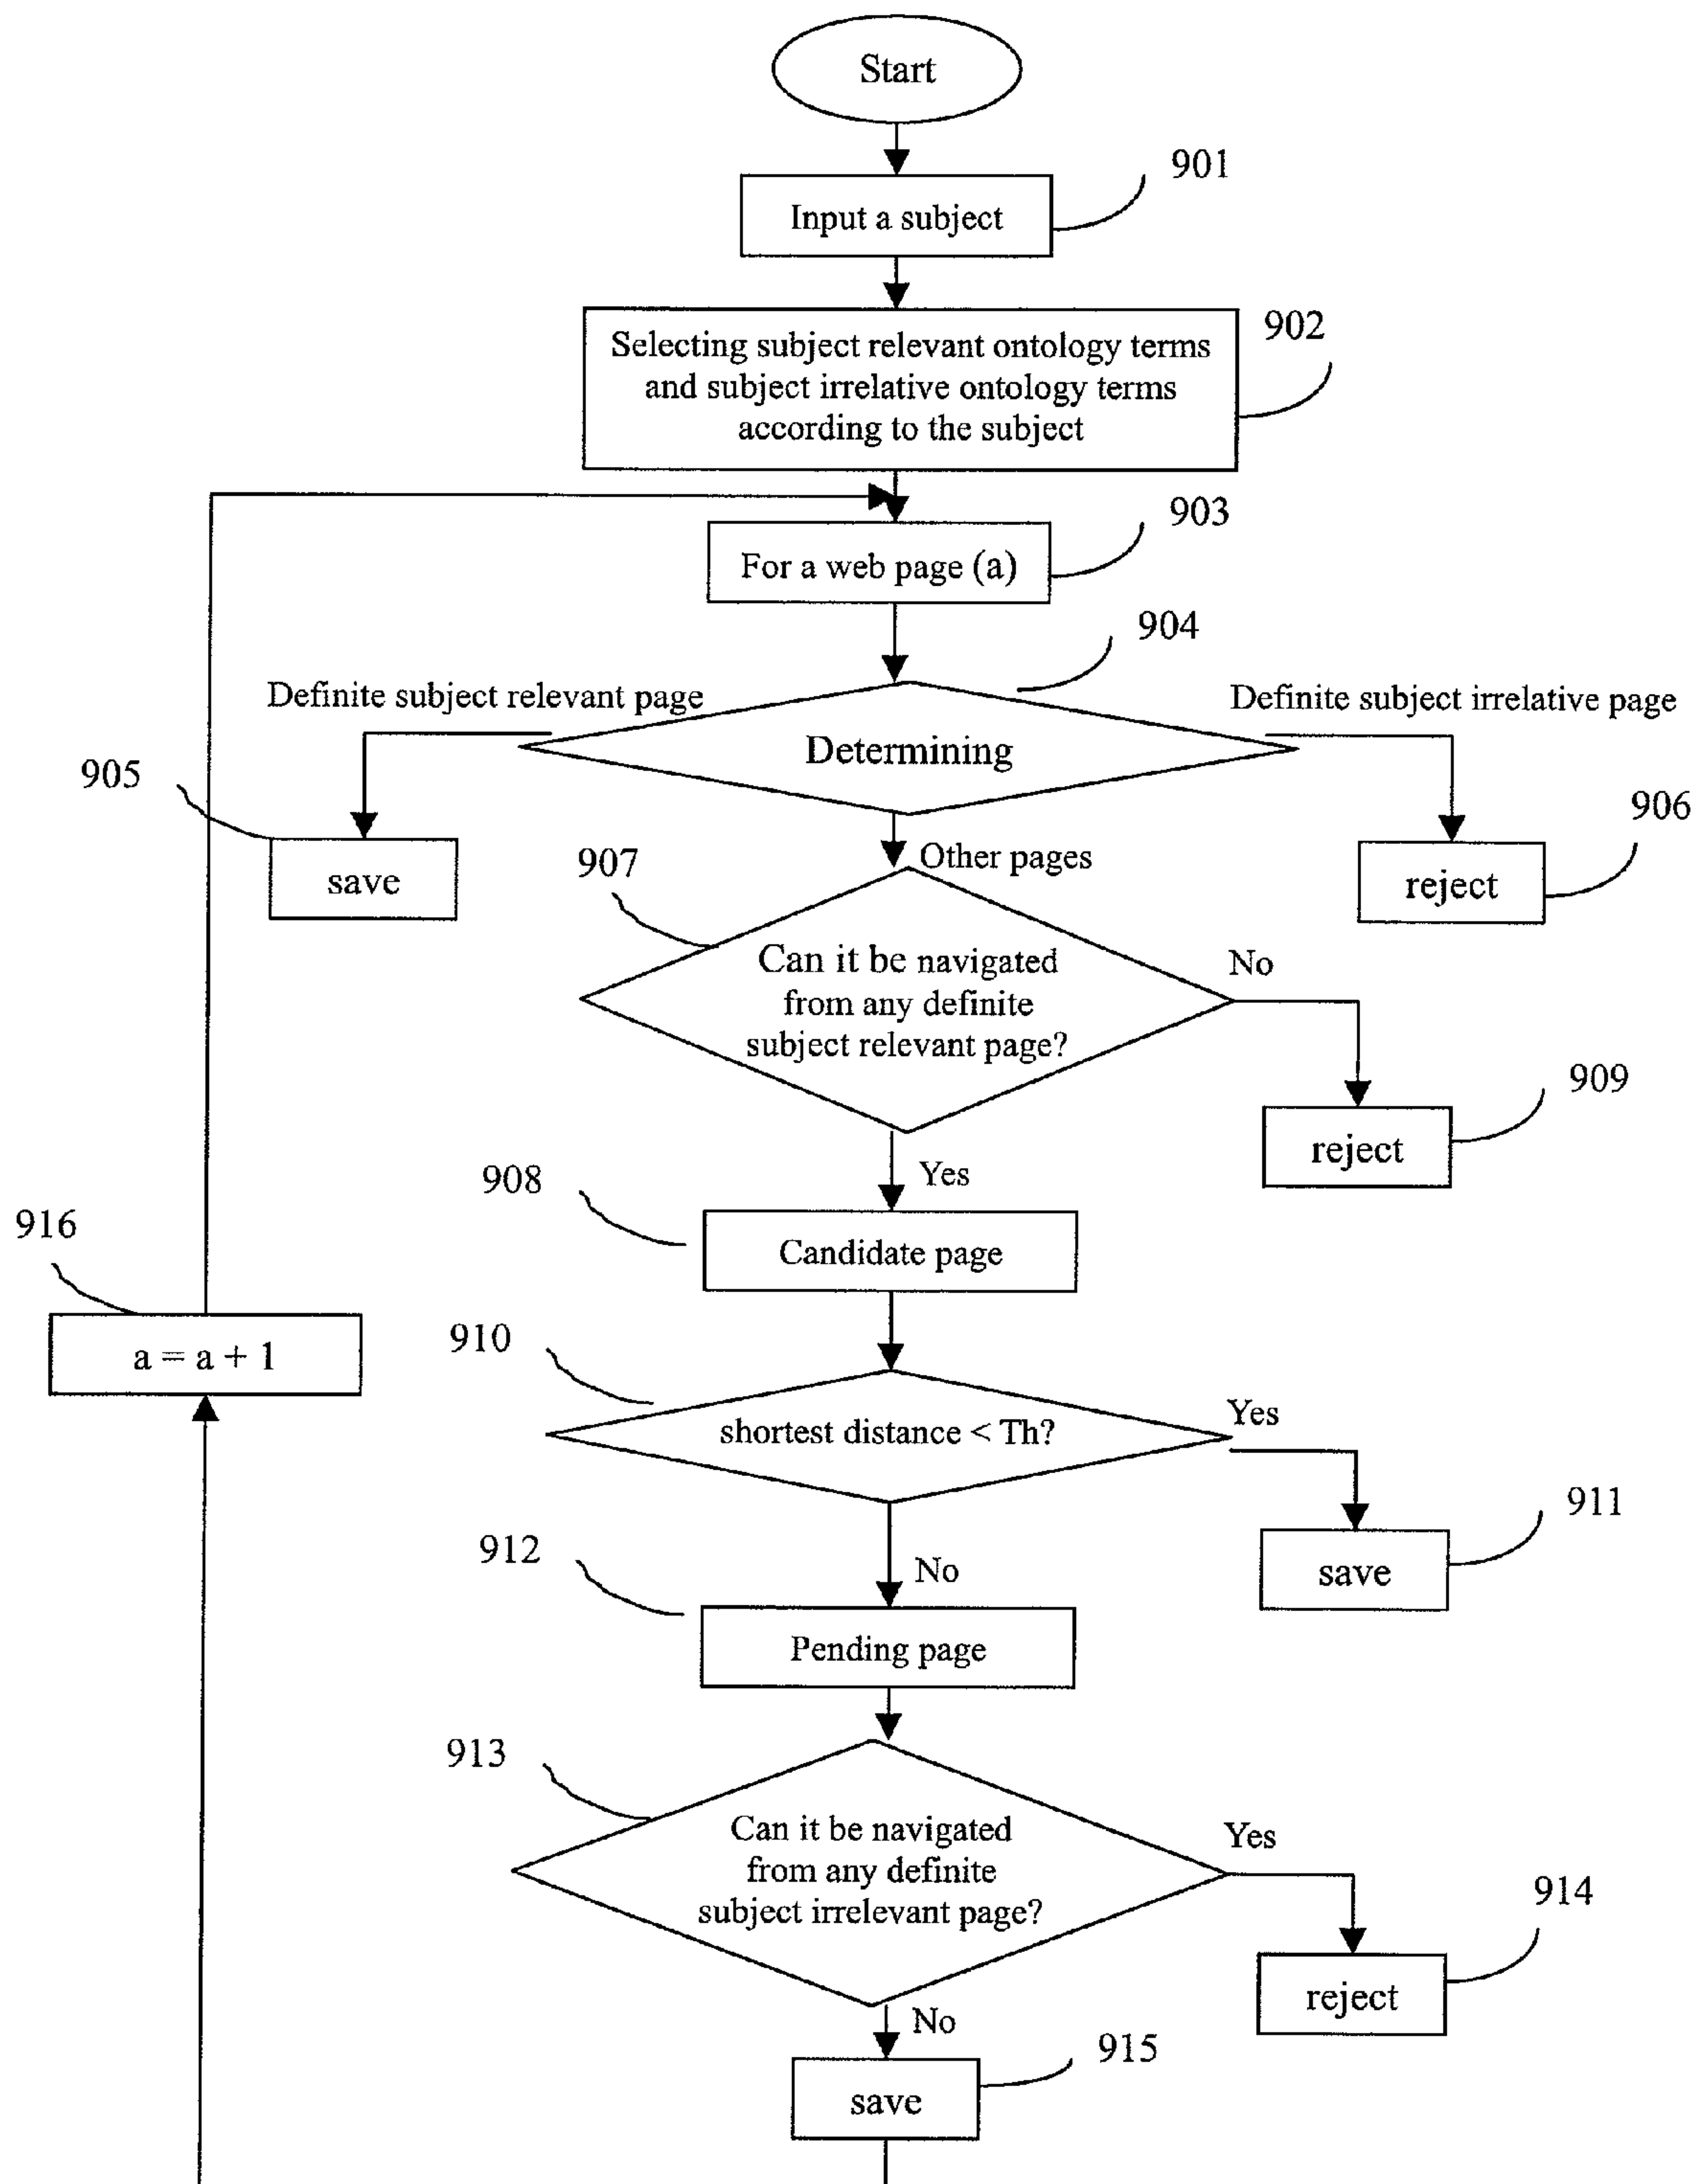 Start
901
Input a subject
902
Selecting subject relevant ontology terms
and subject irrelative ontology terms
according to the subject
903
For a web page (a)
904
Definite subject relevant page
Definite subject irrelative page
Determining
905
906
save
reject
Other pages
907
Can it be navigated
from any definite
subject relevant page?
No
909
reject
Yes
908
Candidate page
916
a = a + 1
910
shortest distance < Th?
Yes
911
save
912
No
Pending page
913
Can it be navigated
from any definite
subject irrelevant page?
Yes
914
reject
No
915
save